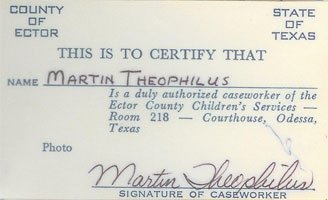 COUNTY OF ECTOR
STATE OF TEXAS
THIS IS TO CERTIFY THAT
NAME MARTIN THEOPHILUS
Is a duly authorized caseworker of the
Ector County Children's Services —
Room 218 — Courthouse, Odessa,
Texas
Photo
Martin Theophilus
SIGNATURE OF CASEWORKER